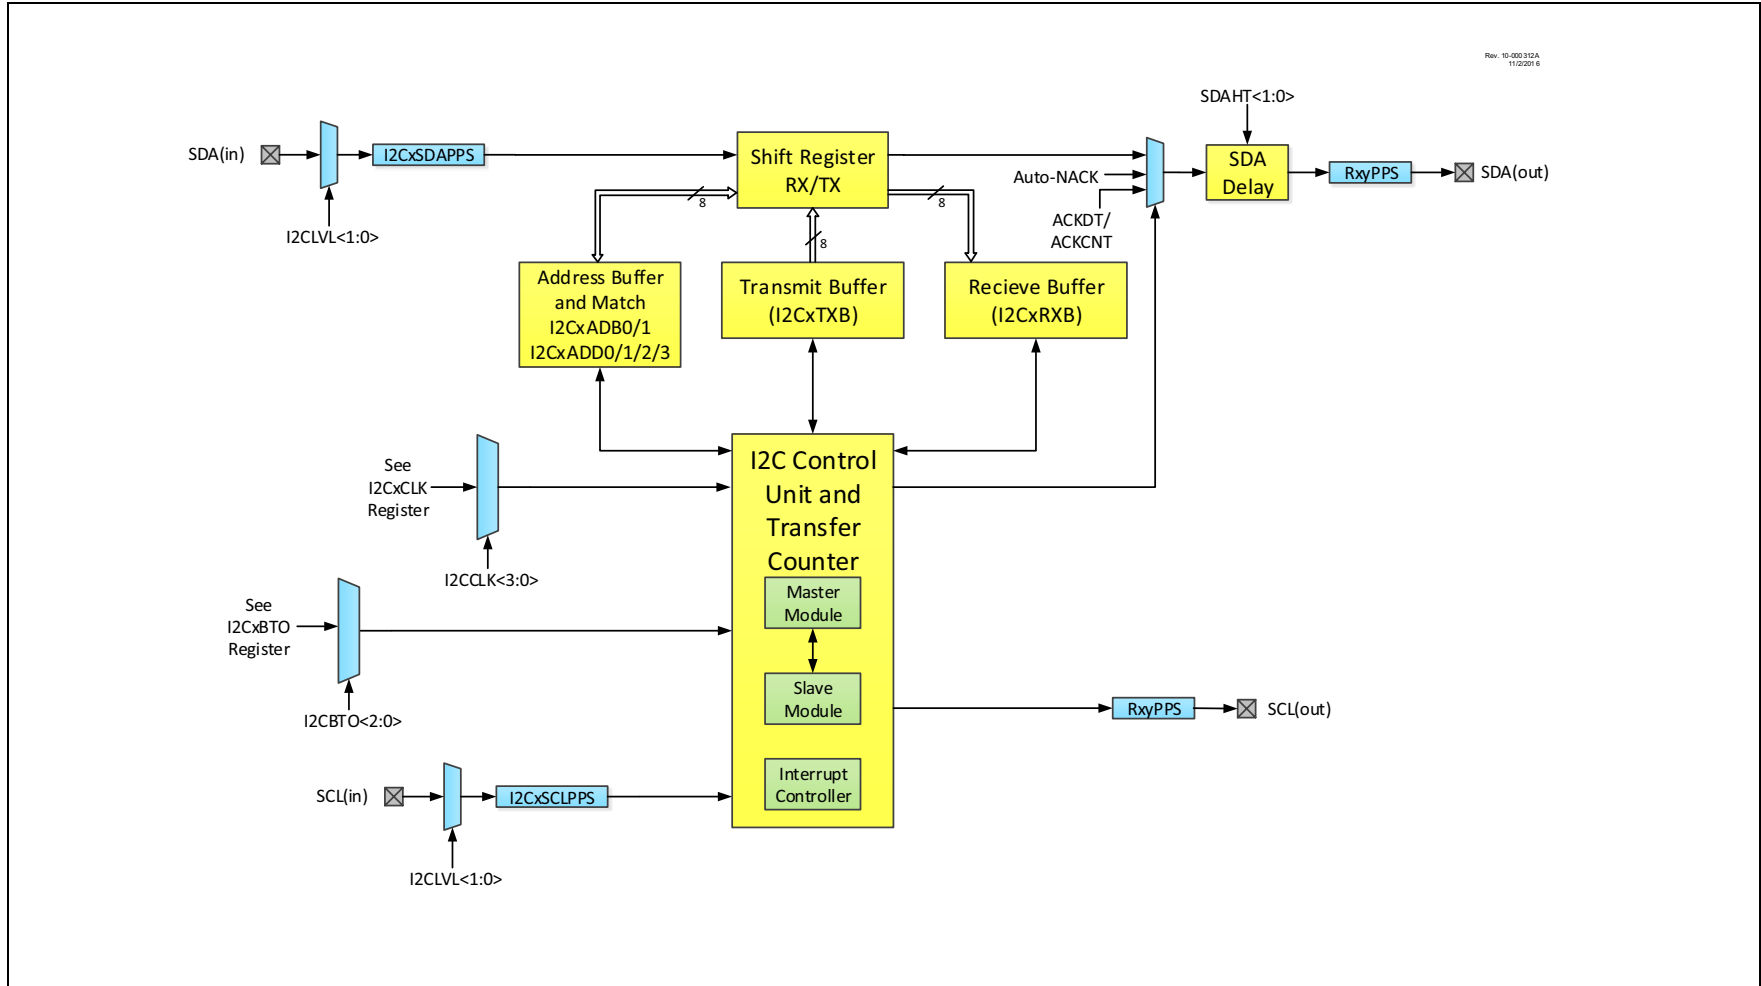 Rev. 10-000312A
11/2/2016
SDAHT<1:0>
SDA(in)
I2CxSDAPPS
I2CLVL<1:0>
Shift Register
RX/TX
8
8
8
Auto-NACK
ACKDT/
ACKCNT
SDA
Delay
RxyPPS
SDA(out)
Address Buffer
and Match
I2CxADB0/1
I2CxADD0/1/2/3
Transmit Buffer
(I2CxTXB)
Recieve Buffer
(I2CxRXB)
See
I2CxCLK
Register
I2CCLK<3:0>
I2C Control
Unit and
Transfer
Counter
Master
Module
Slave
Module
Interrupt
Controller
See
I2CxBTO
Register
I2CBTO<2:0>
RxyPPS
SCL(out)
SCL(in)
I2CxSCLPPS
I2CLVL<1:0>